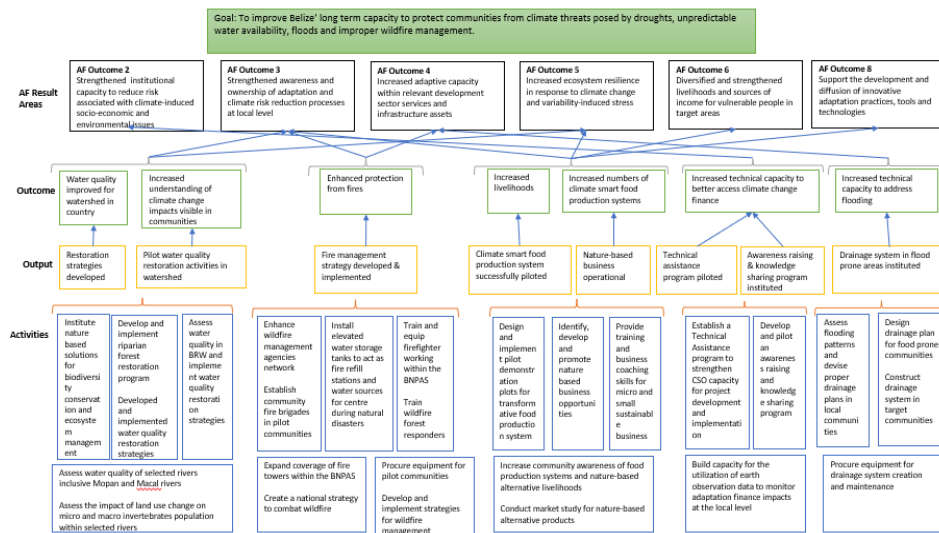 Goal: To improve Belize' long term capacity to protect communities from climate threats posed by droughts, unpredictable
water availability, floods and improper wildfire management.
AF Result
Areas
AF Outcome 2
Strengthened institutional
capacity to reduce risk
associated with climate-induced
socio-economic and
environmental issues
AF Outcome 3
Strengthened awareness and
ownership of adaptation and
climate risk reduction processes
at local level
AF Outcome 4
Increased adaptive capacity
within relevant development
sector services and
infrastructure assets
AF Outcome 5
Increased ecosystem resilience
in response to climate change
and variability-induced stress
AF Outcome 6
Diversified and strengthened
livelihoods and sources of
income for vulnerable people in
target areas
AF Outcome 8
Support the development and
diffusion of innovative
adaptation practices, tools and
technologies
Outcome
Water quality
improved for
watershed in
country
Increased
understanding of
climate change
impacts visible in
communities
Enhanced protection
from fires
Increased
livelihoods
Increased numbers of
climate smart food
production systems
Increased technical capacity to
better access climate change
finance
Increased technical
capacity to address
flooding
Output
Restoration
strategies
developed
Pilot water quality
restoration activities in
watershed
Fire management
strategy developed &
implemented
Climate smart food
production system
successfully piloted
Nature-based
business
operational
Technical
assistance
program piloted
Awareness raising &
knowledge sharing
program instituted
Drainage system in flood
prone areas instituted
Activities
Institute
nature
based
solutions
for
biodiversity
conservat
ion and
ecosyste
m
managem
ent
Develop and
implement
riparian
forest
restoration
program
Developed and
implemented
water quality
restoration
strategies
Assess
water
quality in
BRW and
implemen
t water
quality
restorati
on
strategies
Enhance
wildfire
management
agencies
network
Establish
community
fire brigades
in pilot
communities
Install
elevated
water storage
tanks to act as
fire refill
stations and
water sources
for centre
during natural
disasters
Train and
equip
firefighter
working
within the
BNPAS
Train
wildfire
forest
responders
Design
and
implemen
t pilot
demonstra
tion
plots for
transforma
tive food
productio
n system
Identify,
develop
and
promote
nature
based
business
opportuni
ties
Provide
training
and
business
coaching
skills for
micro and
small
sustainabl
e business
Establish a
Technical
Assistance
program to
strengthen
CSO capacity
for project
development
and
implementati
on
Develop
and pilot
an
awarenes
s raising
and
knowledg
e sharing
program
Assess
flooding
patterns
and
devise
proper
drainage
plans in
local
communi
ties
Design
drainage plan
for food prone
communities
Construct
drainage
system in
target
communities
Assess water quality of selected rivers
inclusive Mopan and Macal rivers
Assess the impact of land use change on
micro and macro invertebrates population
within selected rivers
Expand coverage of fire
towers within the BNPAS
Create a national strategy
to combat wildfire
Procure equipment for
pilot communities
Develop and
implement strategies
for wildfire
management
Increase community awareness of food
production systems and nature-based
alternative livelihoods
Conduct market study for nature-based
alternative products
Build capacity for the
utilization of earth
observation data to monitor
adaptation finance impacts
at the local level
Procure equipment for
drainage system creation
and maintenance